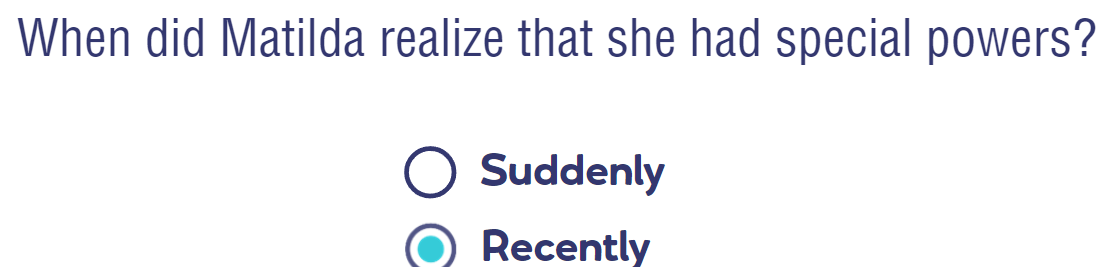 When did Matilda realize that she had special powers?
Suddenly
Recently